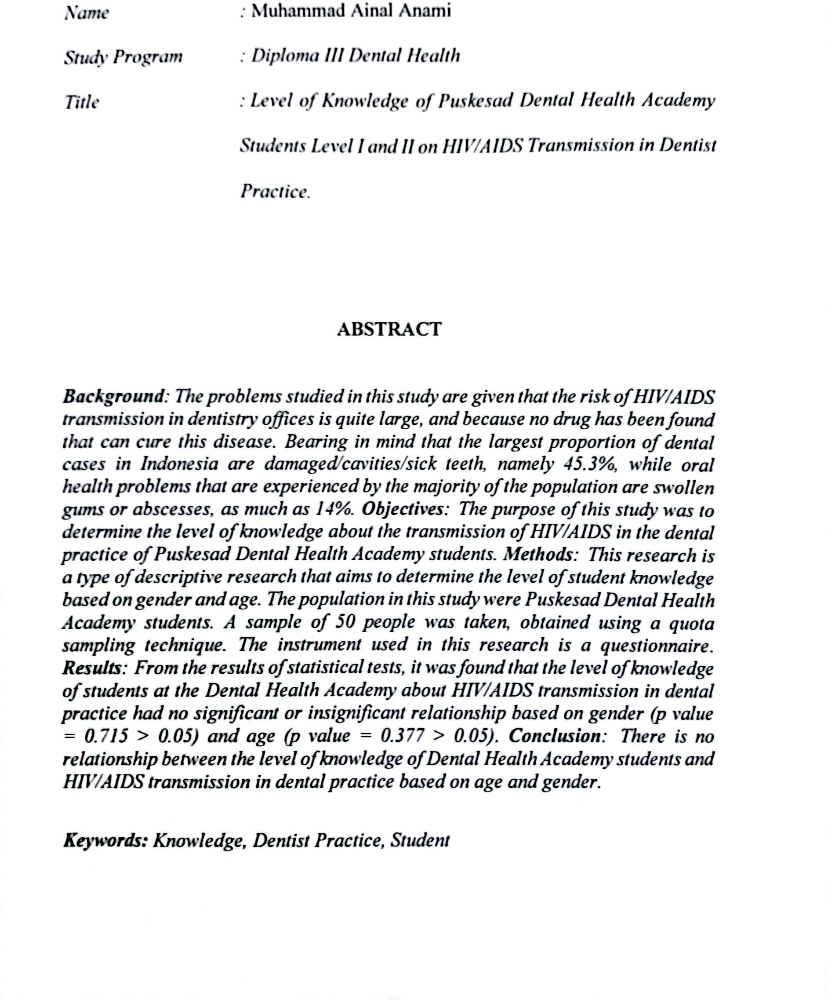 Name : Muhammad Ainal Anami
Study Program : Diploma III Dental Health
Title : Level of Knowledge of Puskesad Dental Health Academy
Students Level I and II on HIV/AIDS Transmission in Dentist
Practice.
ABSTRACT
Background: The problems studied in this study are given that the risk of HIV/AIDS
transmission in dentistry offices is quite large, and because no drug has been found
that can cure this disease. Bearing in mind that the largest proportion of dental
cases in Indonesia are damaged/cavities/sick teeth, namely 45.3%, while oral
health problems that are experienced by the majority of the population are swollen
gums or abscesses, as much as 14%. Objectives: The purpose of this study was to
determine the level of knowledge about the transmission of HIV/AIDS in the dental
practice of Puskesad Dental Health Academy students. Methods: This research is
a type of descriptive research that aims to determine the level of student knowledge
based on gender and age. The population in this study were Puskesad Dental Health
Academy students. A sample of 50 people was taken, obtained using a quota
sampling technique. The instrument used in this research is a questionnaire.
Results: From the results of statistical tests, it was found that the level of knowledge
of students at the Dental Health Academy about HIV/AIDS transmission in dental
practice had no significant or insignificant relationship based on gender (p value
= 0.715 > 0.05) and age (p value = 0.377 > 0.05). Conclusion: There is no
relationship between the level of knowledge of Dental Health Academy students and
HIV/AIDS transmission in dental practice based on age and gender.
Keywords: Knowledge, Dentist Practice, Student